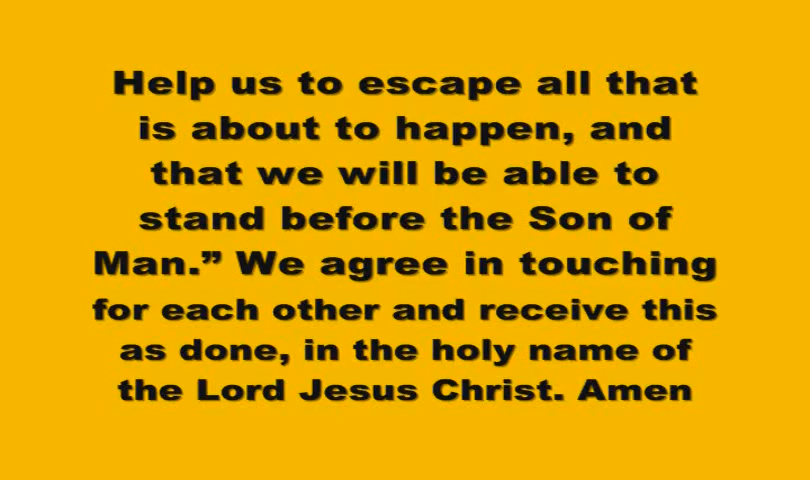 Help us to escape all that
is about to happen, and
that we will be able to
stand before the Son of
Man.” We agree in touching
for each other and receive this
as done, in the holy name of
the Lord Jesus Christ. Amen